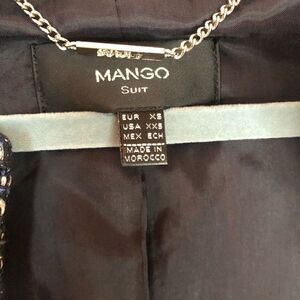 MANGO
SUIT
EUR XS
USA XXS
MEX ECH
MADE IN
MOROCCO